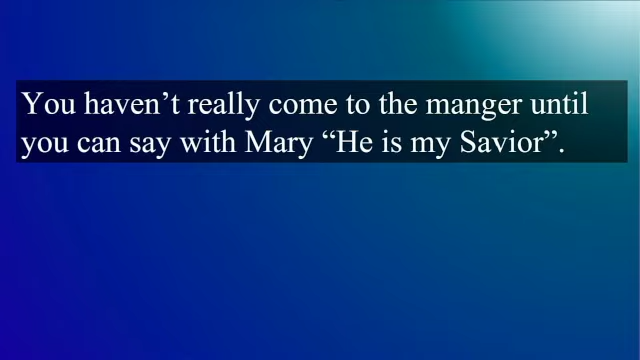 You haven’t really come to the manger until
you can say with Mary “He is my Savior”.